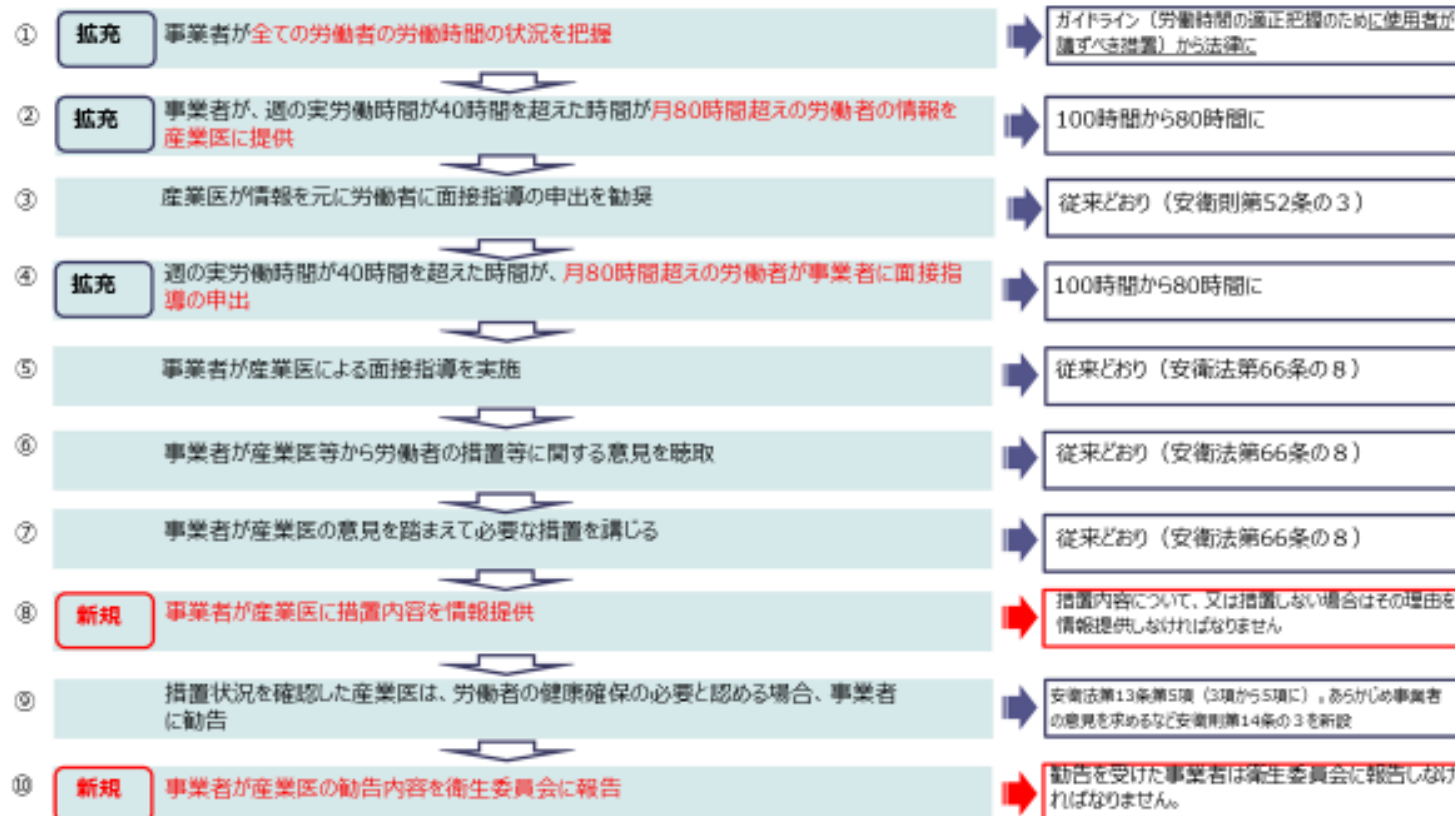 ① 拡充 事業者が全ての労働者の労働時間の状況を把握
ガイドライン（労働時間の適正把握のために使用者が
講ずべき措置）から法律に
② 拡充 事業者が、週の実労働時間が40時間を超えた時間が月80時間超えの労働者の情報を
産業医に提供
100時間から80時間に
③ 産業医が情報を元に労働者に面接指導の申出を勧奨
従来どおり（安衛則第52条の３）
④ 拡充 週の実労働時間が40時間を超えた時間が、月80時間超えの労働者が事業者に面接指
導の申出
100時間から80時間に
⑤ 事業者が産業医による面接指導を実施
従来どおり（安衛法第66条の８）
⑥ 事業者が産業医等から労働者の措置等に関する意見を聴取
従来どおり（安衛法第66条の８）
⑦ 事業者が産業医の意見を踏まえて必要な措置を講じる
従来どおり（安衛法第66条の８）
⑧ 新規 事業者が産業医に措置内容を情報提供
措置内容について、又は措置しない場合はその理由を
情報提供しなければなりません
⑨ 措置状況を確認した産業医は、労働者の健康確保の必要と認める場合、事業者
に勧告
安衛法第13条第5項（3項から5項に）。あらかじめ事業者
の意見を求めるなど安衛則第14条の３を新設
⑩ 新規 事業者が産業医の勧告内容を衛生委員会に報告
勧告を受けた事業者は衛生委員会に報告しなけ
ればなりません。